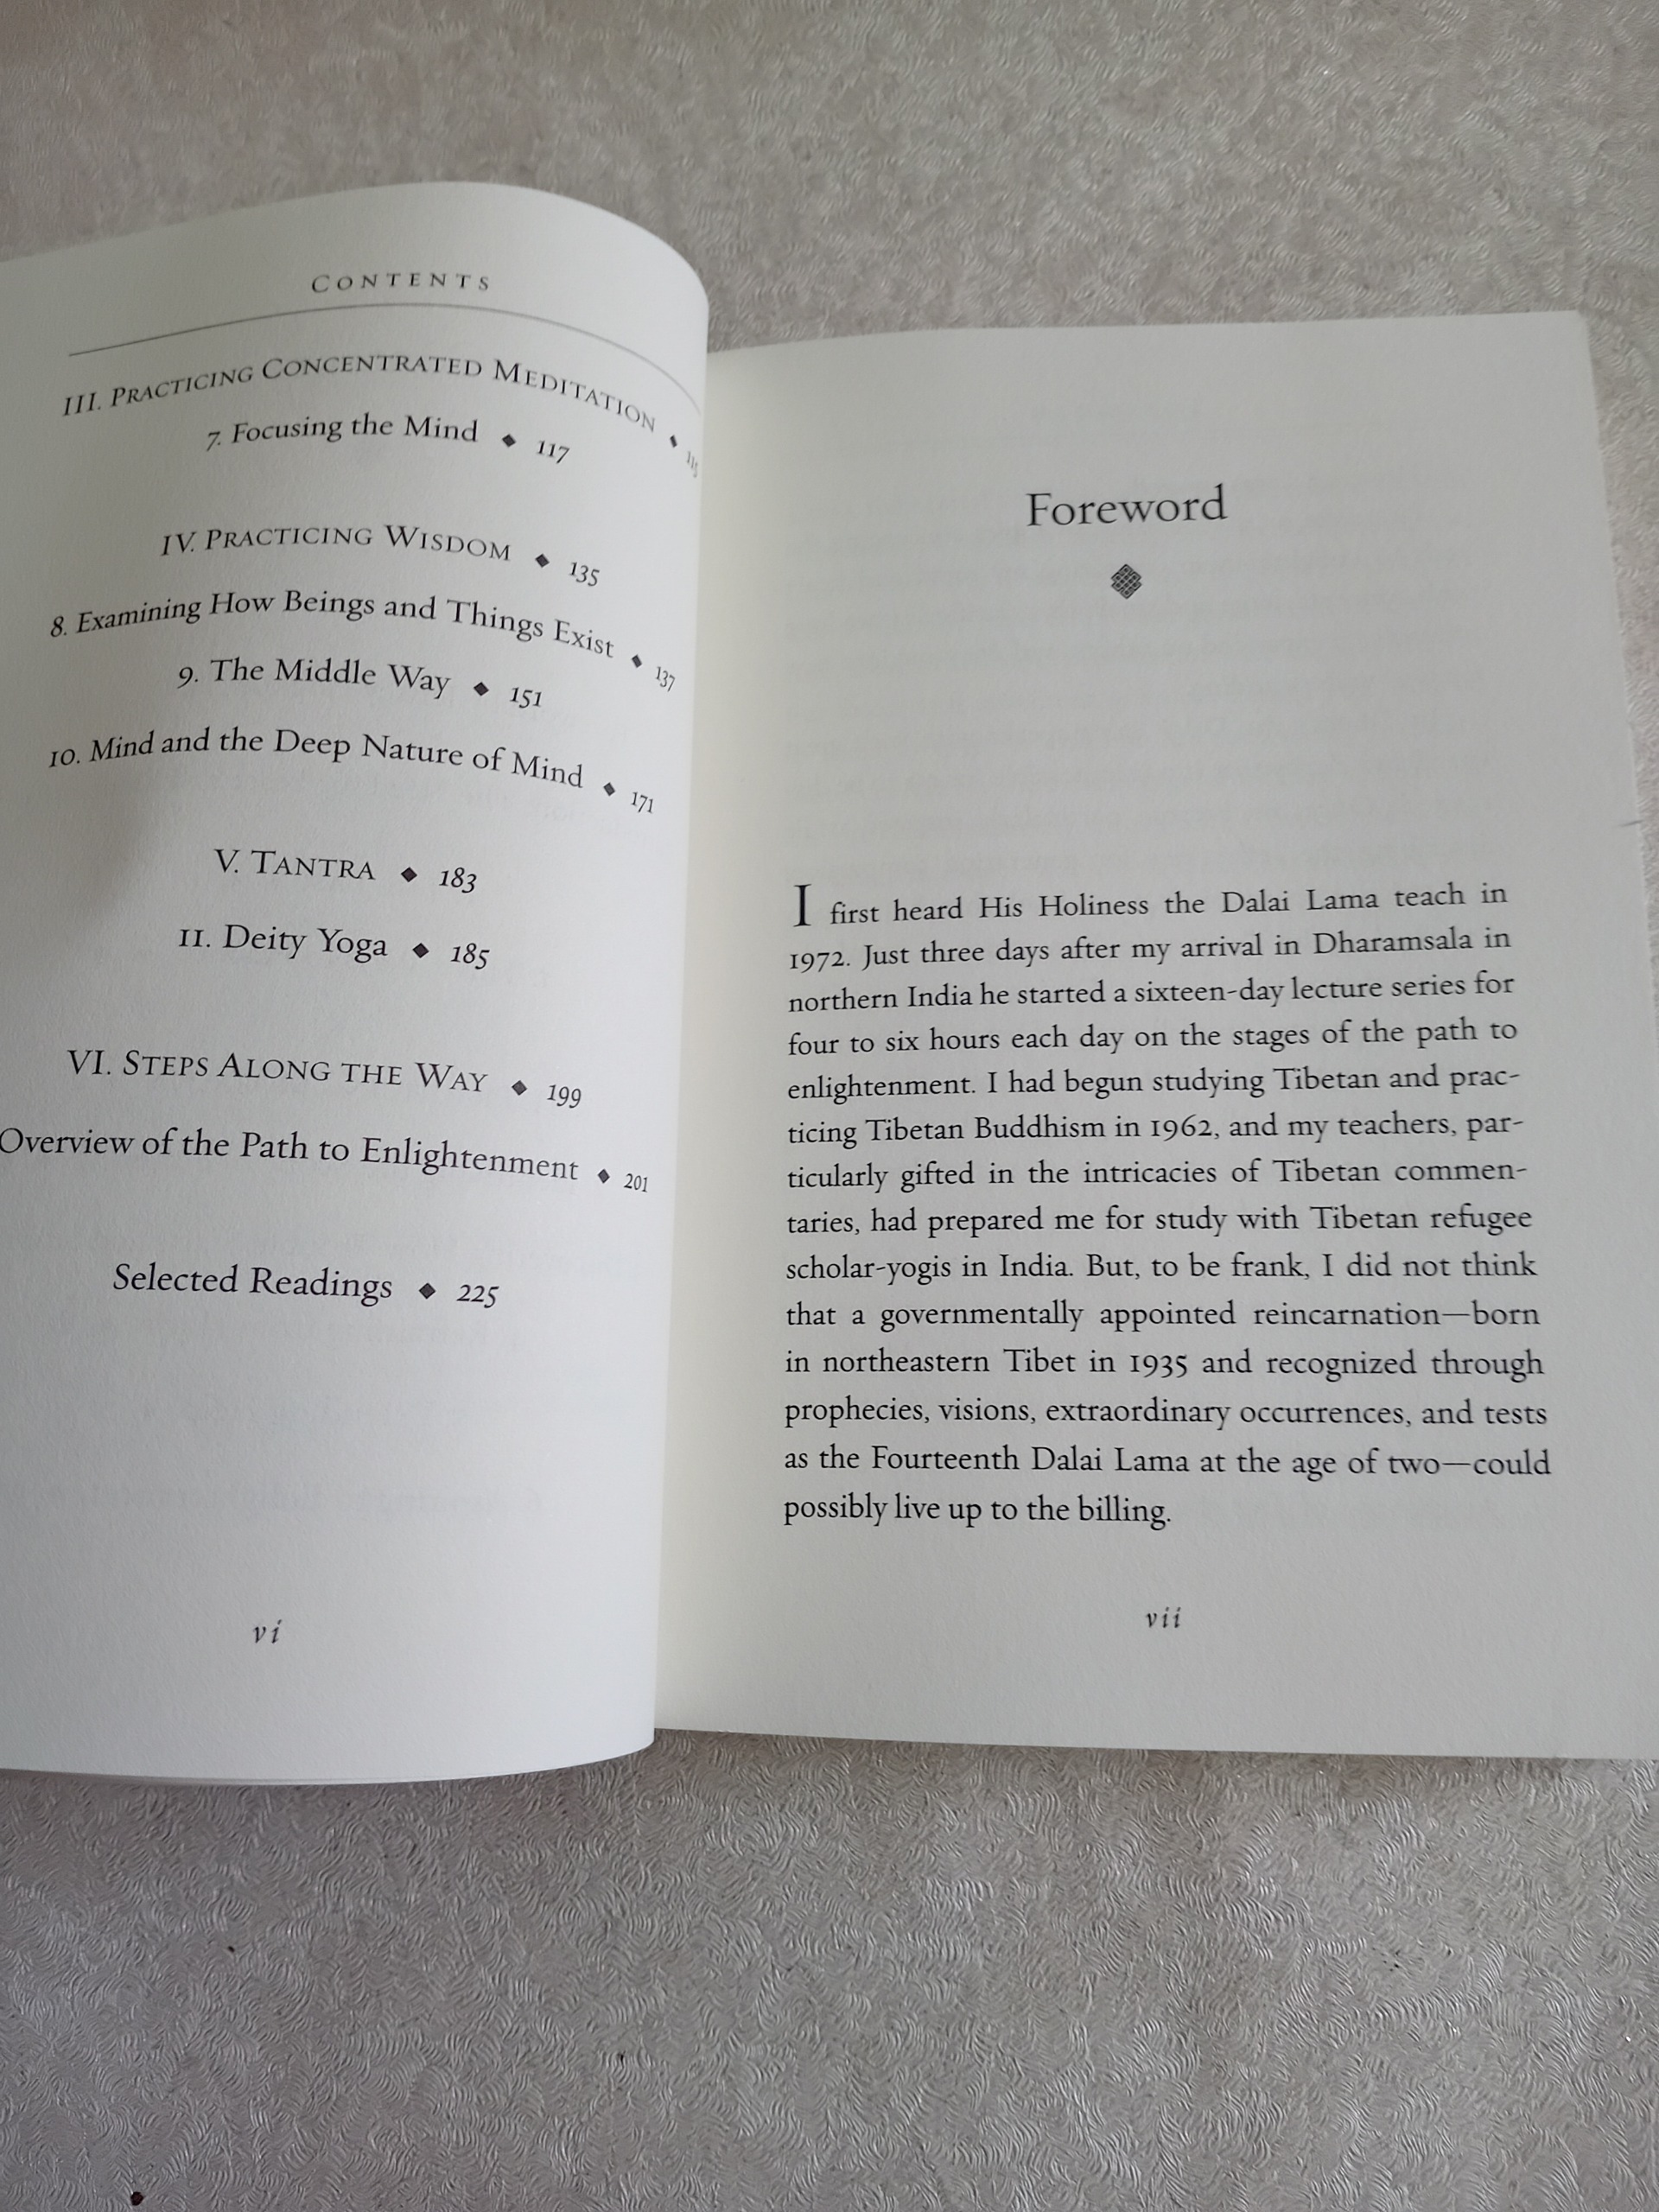 CONTENTS
III. PRACTICING CONCENTRATED MEDITATION ◆ 115
7. Focusing the Mind ◆ 117
IV. PRACTICING WISDOM ◆ 135
8. Examining How Beings and Things Exist ◆ 137
9. The Middle Way ◆ 151
10. Mind and the Deep Nature of Mind ◆ 171
V. TANTRA ◆ 183
11. Deity Yoga ◆ 185
VI. STEPS ALONG THE WAY ◆ 199
Overview of the Path to Enlightenment ◆ 201
Selected Readings ◆ 225
vi
Foreword
I first heard His Holiness the Dalai Lama teach in
1972. Just three days after my arrival in Dharamsala in
northern India he started a sixteen-day lecture series for
four to six hours each day on the stages of the path to
enlightenment. I had begun studying Tibetan and prac-
ticing Tibetan Buddhism in 1962, and my teachers, par-
ticularly gifted in the intricacies of Tibetan commen-
taries, had prepared me for study with Tibetan refugee
scholar-yogis in India. But, to be frank, I did not think
that a governmentally appointed reincarnation—born
in northeastern Tibet in 1935 and recognized through
prophecies, visions, extraordinary occurrences, and tests
as the Fourteenth Dalai Lama at the age of two—could
possibly live up to the billing.
vii